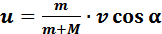 u = m/(m+M) · v cos α